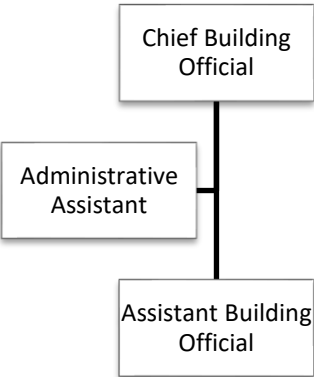 Chief Building
Official
Administrative
Assistant
Assistant Building
Official